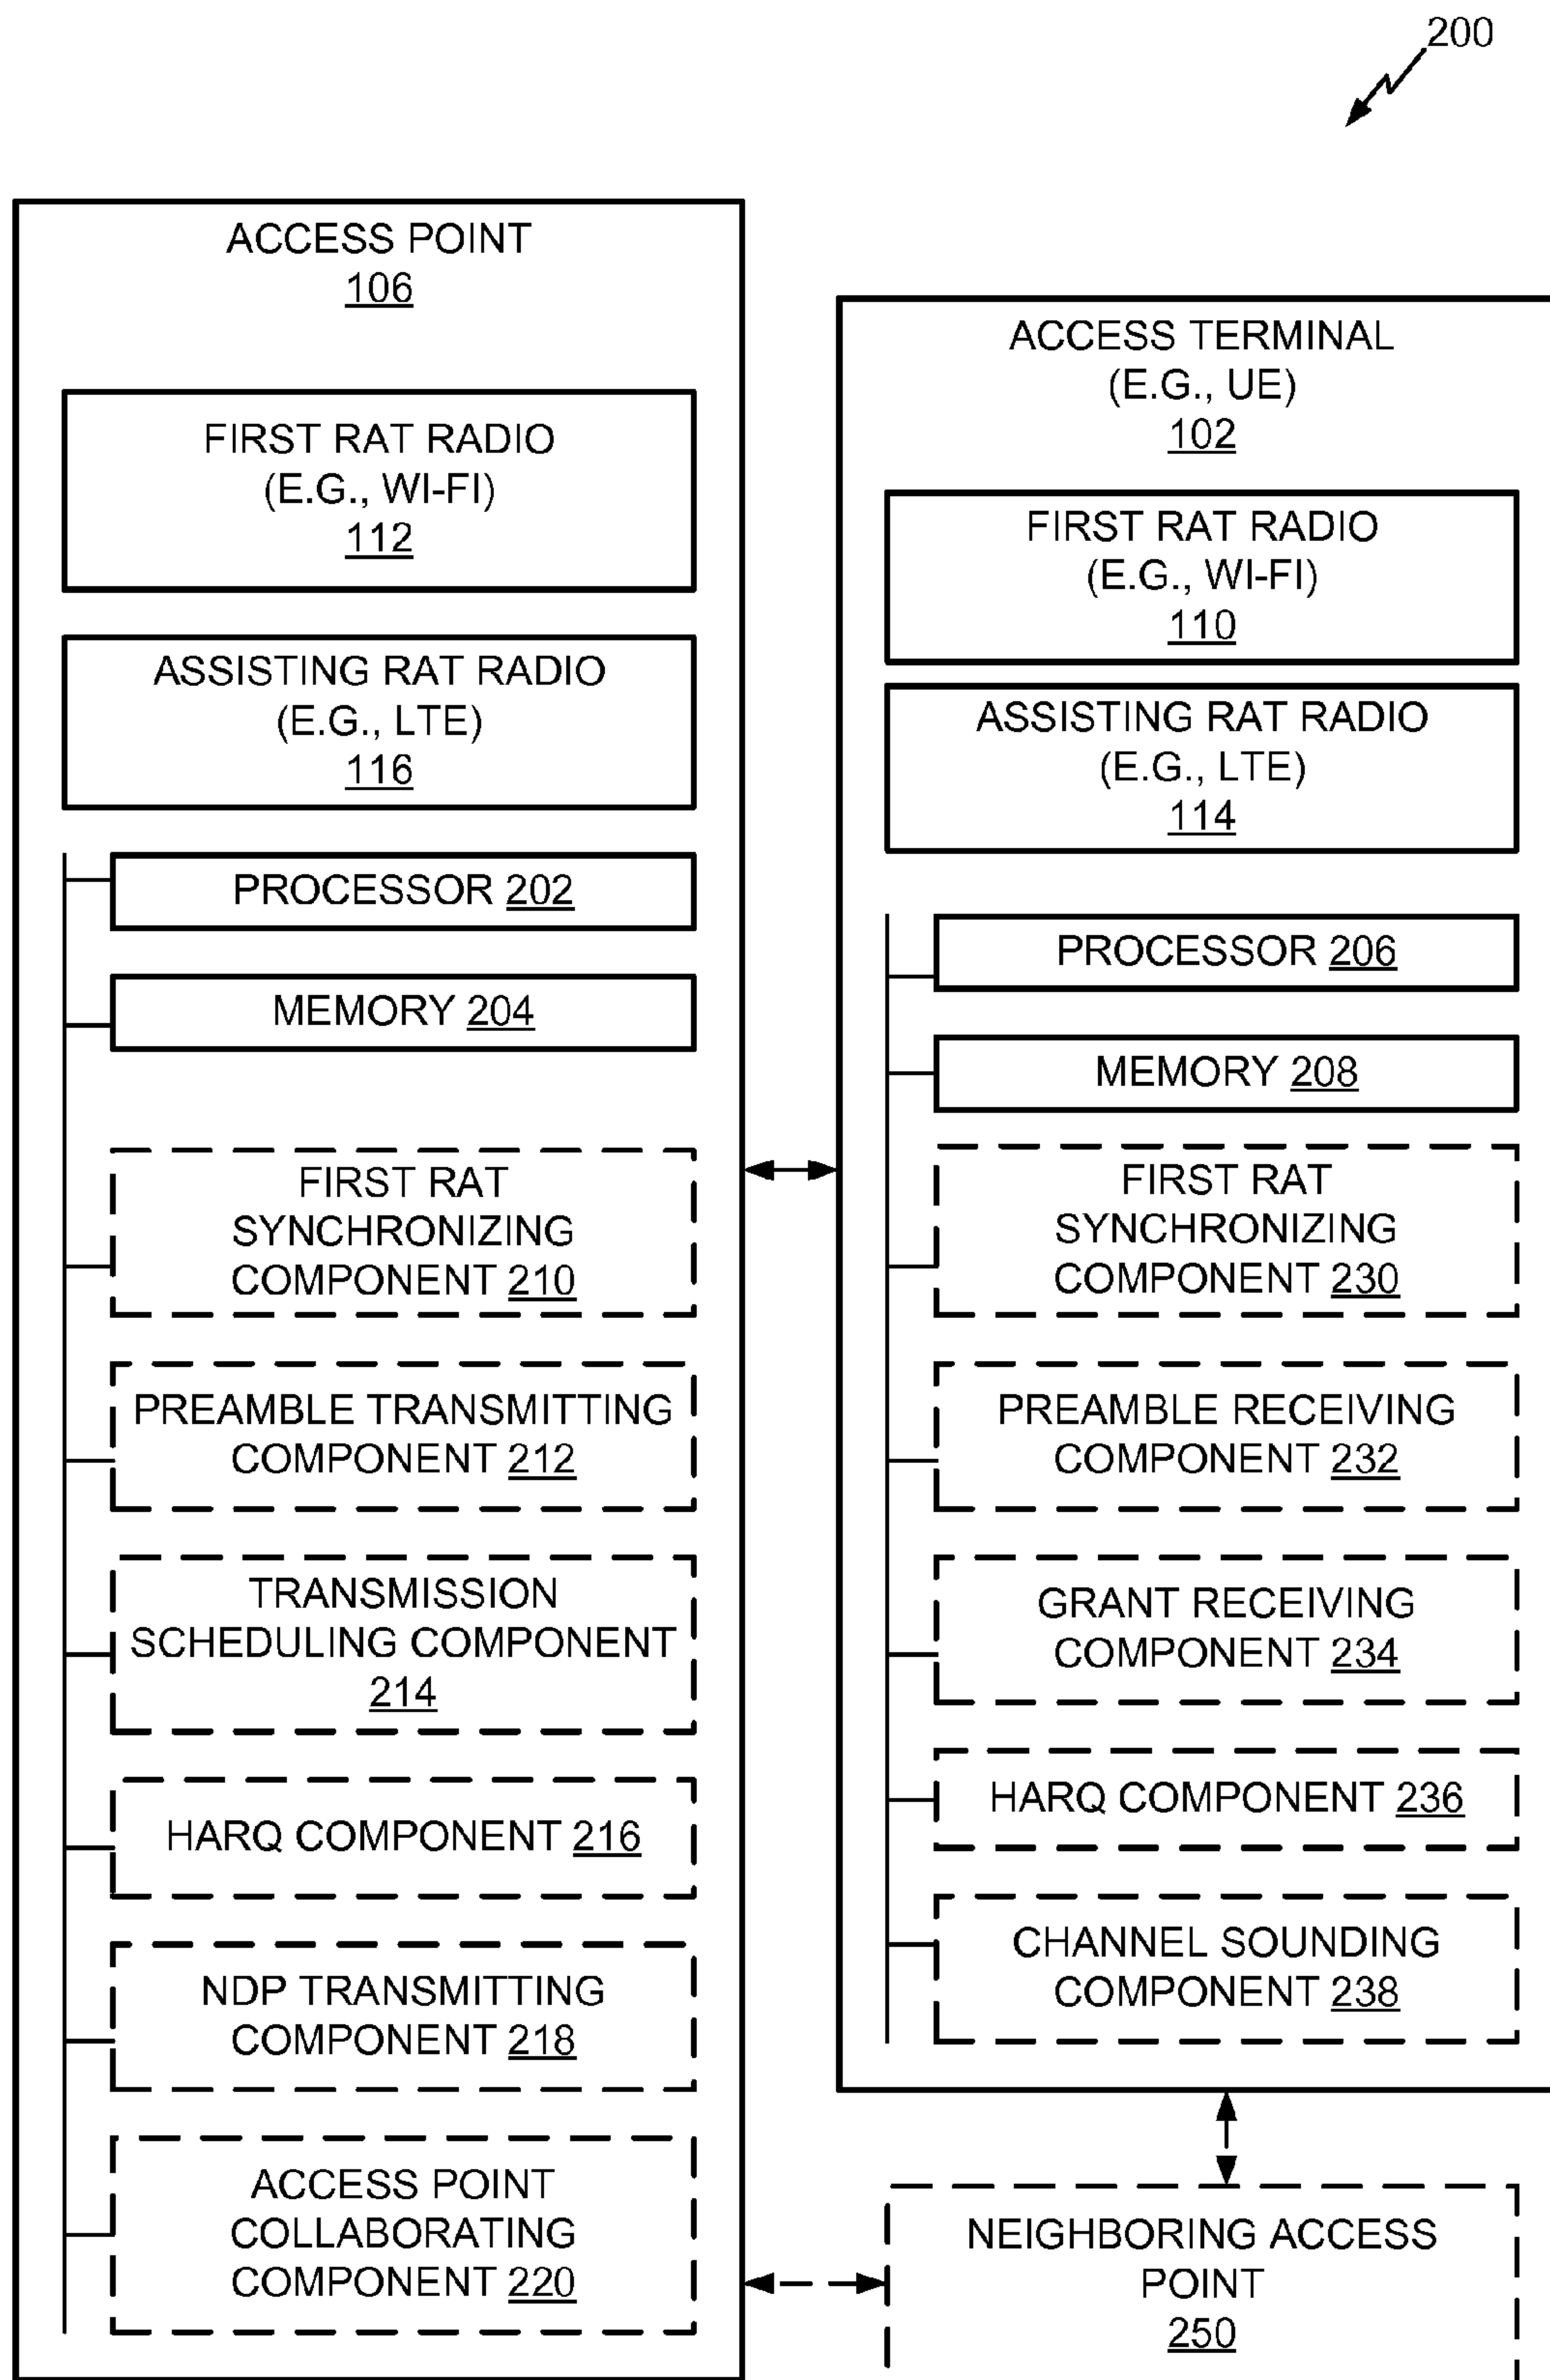 200
ACCESS POINT
106
FIRST RAT RADIO
(E.G., WI-FI)
112
ASSISTING RAT RADIO
(E.G., LTE)
116
PROCESSOR 202
MEMORY 204
FIRST RAT
SYNCHRONIZING
COMPONENT 210
PREAMBLE TRANSMITTING
COMPONENT 212
TRANSMISSION
SCHEDULING COMPONENT
214
HARQ COMPONENT 216
NDP TRANSMITTING
COMPONENT 218
ACCESS POINT
COLLABORATING
COMPONENT 220
ACCESS TERMINAL
(E.G., UE)
102
FIRST RAT RADIO
(E.G., WI-FI)
110
ASSISTING RAT RADIO
(E.G., LTE)
114
PROCESSOR 206
MEMORY 208
FIRST RAT
SYNCHRONIZING
COMPONENT 230
PREAMBLE RECEIVING
COMPONENT 232
GRANT RECEIVING
COMPONENT 234
HARQ COMPONENT 236
CHANNEL SOUNDING
COMPONENT 238
NEIGHBORING ACCESS
POINT
250